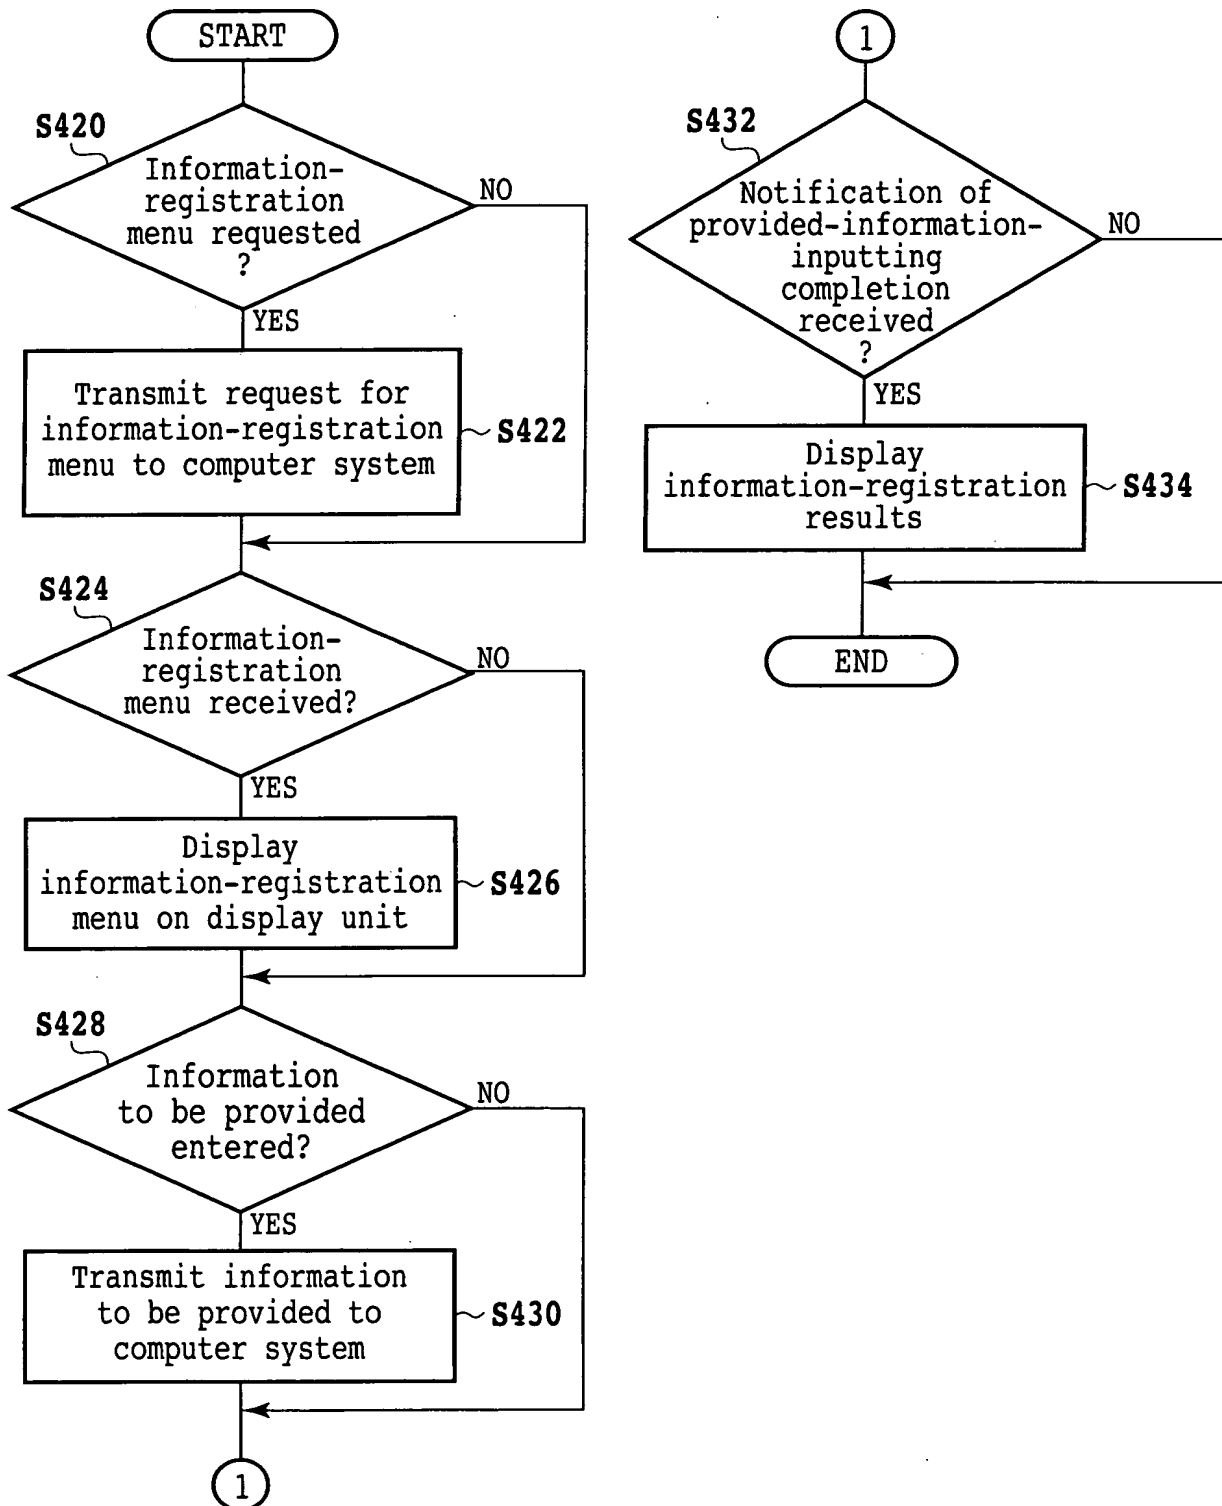 START
S420
Information-
registration
menu requested
?
NO
YES
Transmit request for
information-registration
menu to computer system
S422
S424
Information-
registration
menu received?
NO
YES
Display
information-registration
menu on display unit
S426
S428
Information
to be provided
entered?
NO
YES
Transmit information
to be provided to
computer system
S430
1
1
S432
Notification of
provided-information-
inputting
completion
received
?
NO
YES
Display
information-registration
results
S434
END